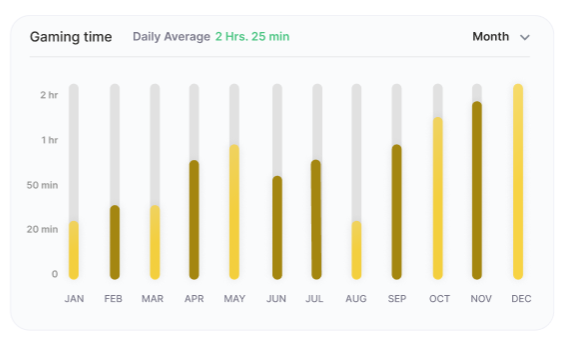 Gaming time Daily Average 2 Hrs. 25 min Month
2 hr
1 hr
50 min
20 min
0
JAN FEB MAR APR MAY JUN JUL AUG SEP OCT NOV DEC